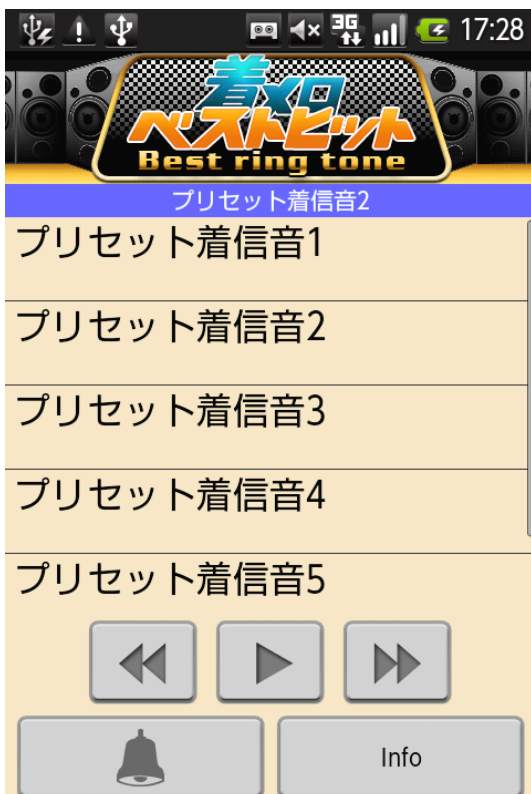 3G
17:28
着メロ
ベストヒット
Best ring tone
プリセット着信音2
プリセット着信音1
プリセット着信音2
プリセット着信音3
プリセット着信音4
プリセット着信音5
Info